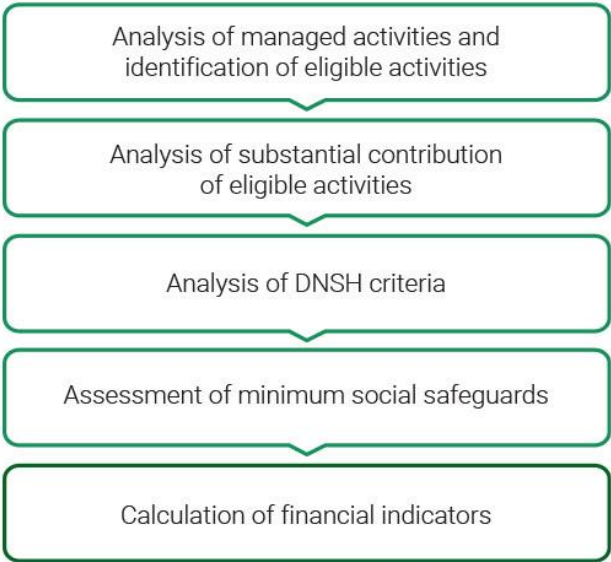 Analysis of managed activities and
identification of eligible activities
Analysis of substantial contribution
of eligible activities
Analysis of DNSH criteria
Assessment of minimum social safeguards
Calculation of financial indicators